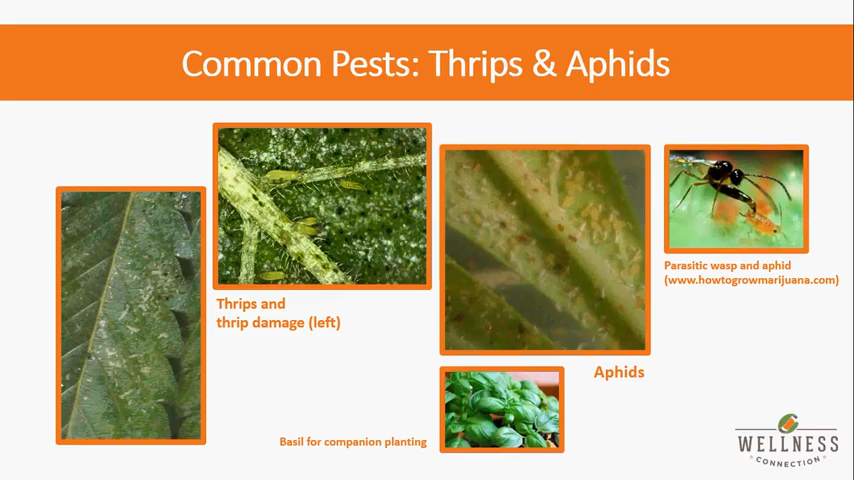 Common Pests: Thrips & Aphids
Thrips and
thrip damage (left)
Parasitic wasp and aphid
(www.howtogrowmarijuana.com)
Aphids
Basil for companion planting
WELLNESS
CONNECTION